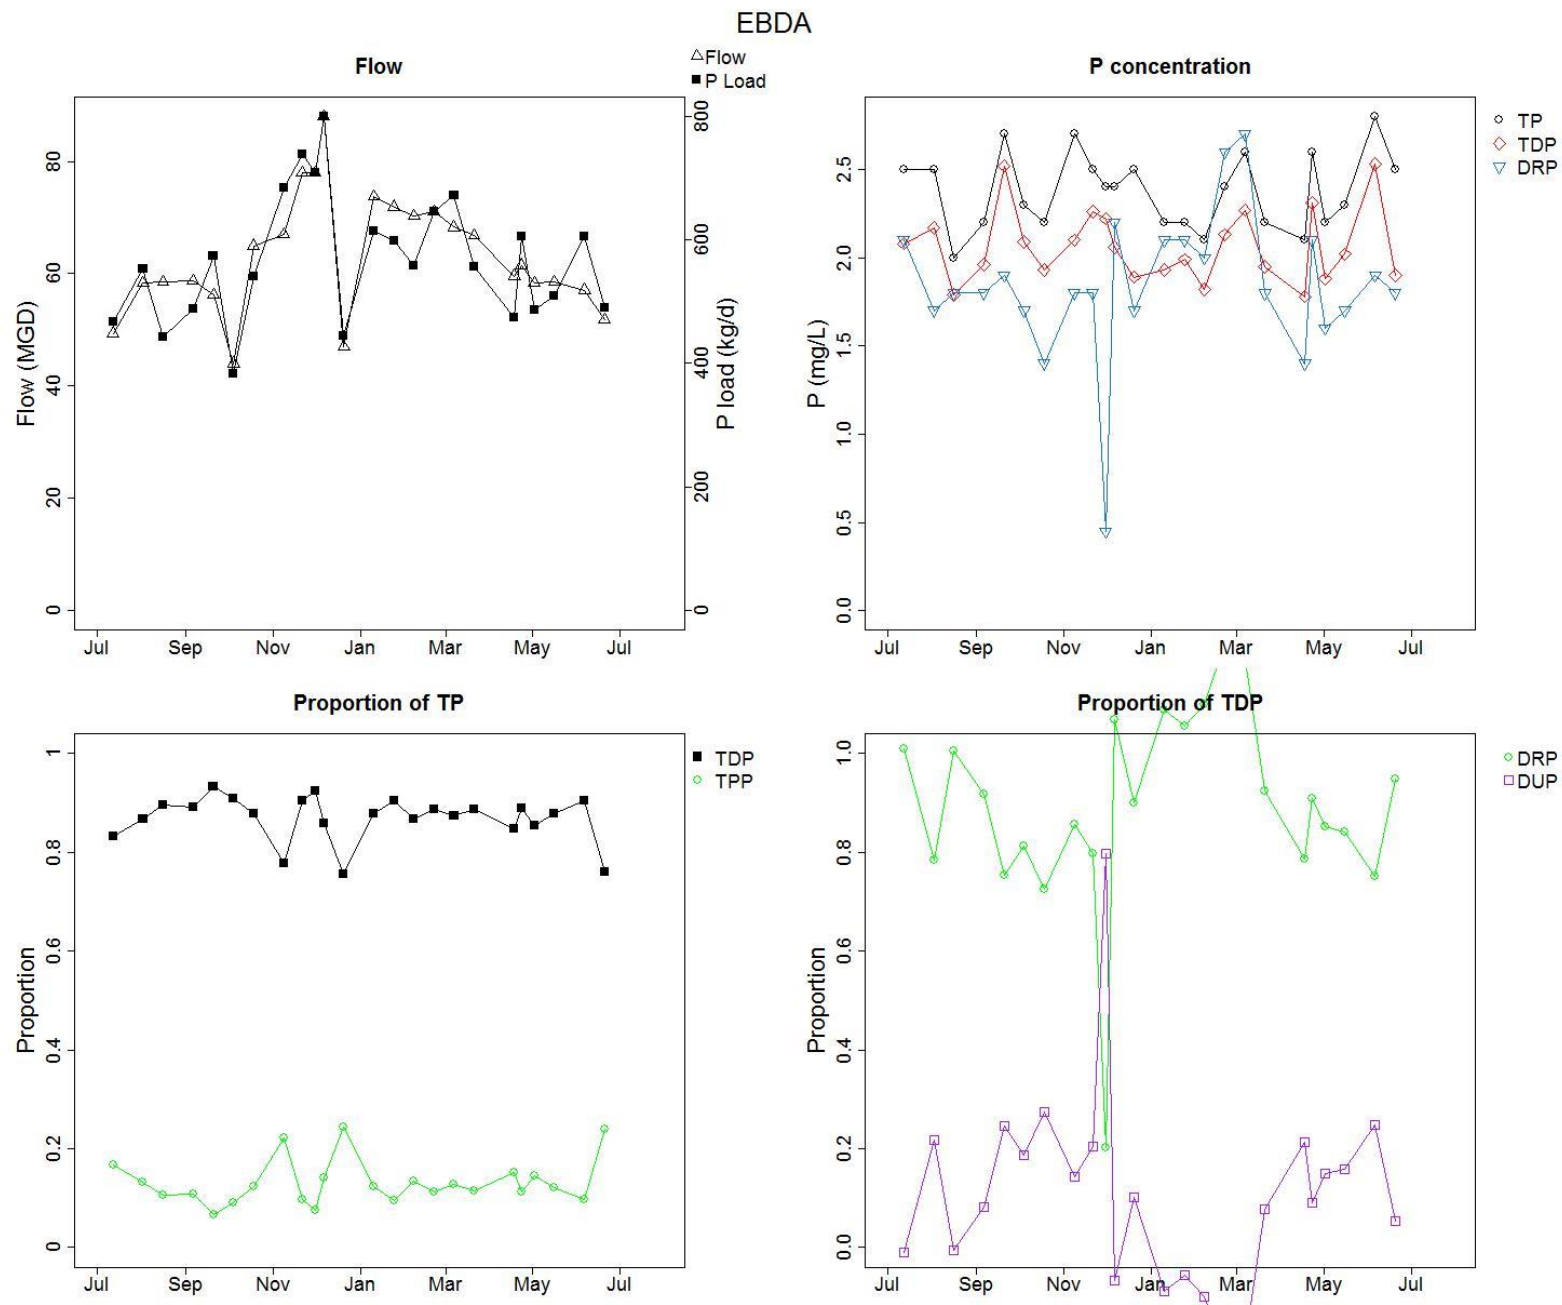 EBDA
Flow
Flow
P Load
Flow (MGD)
0
20
40
60
80
P load (kg/d)
0
200
400
600
800
Jul Sep Nov Jan Mar May Jul
P concentration
TP
TDP
DRP
P (mg/L)
0.0
0.5
1.0
1.5
2.0
2.5
Jul Sep Nov Jan Mar May Jul
Proportion of TP
TDP
TPP
Proportion
0
0.2
0.4
0.6
0.8
1
Jul Sep Nov Jan Mar May Jul
Proportion of TDP
DRP
DUP
Proportion
0.0
0.2
0.4
0.6
0.8
1.0
Jul Sep Nov Jan Mar May Jul